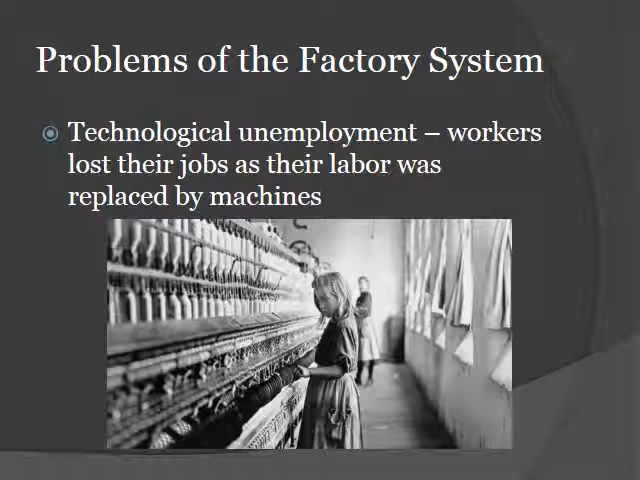 Problems of the Factory System
Technological unemployment – workers
lost their jobs as their labor was
replaced by machines